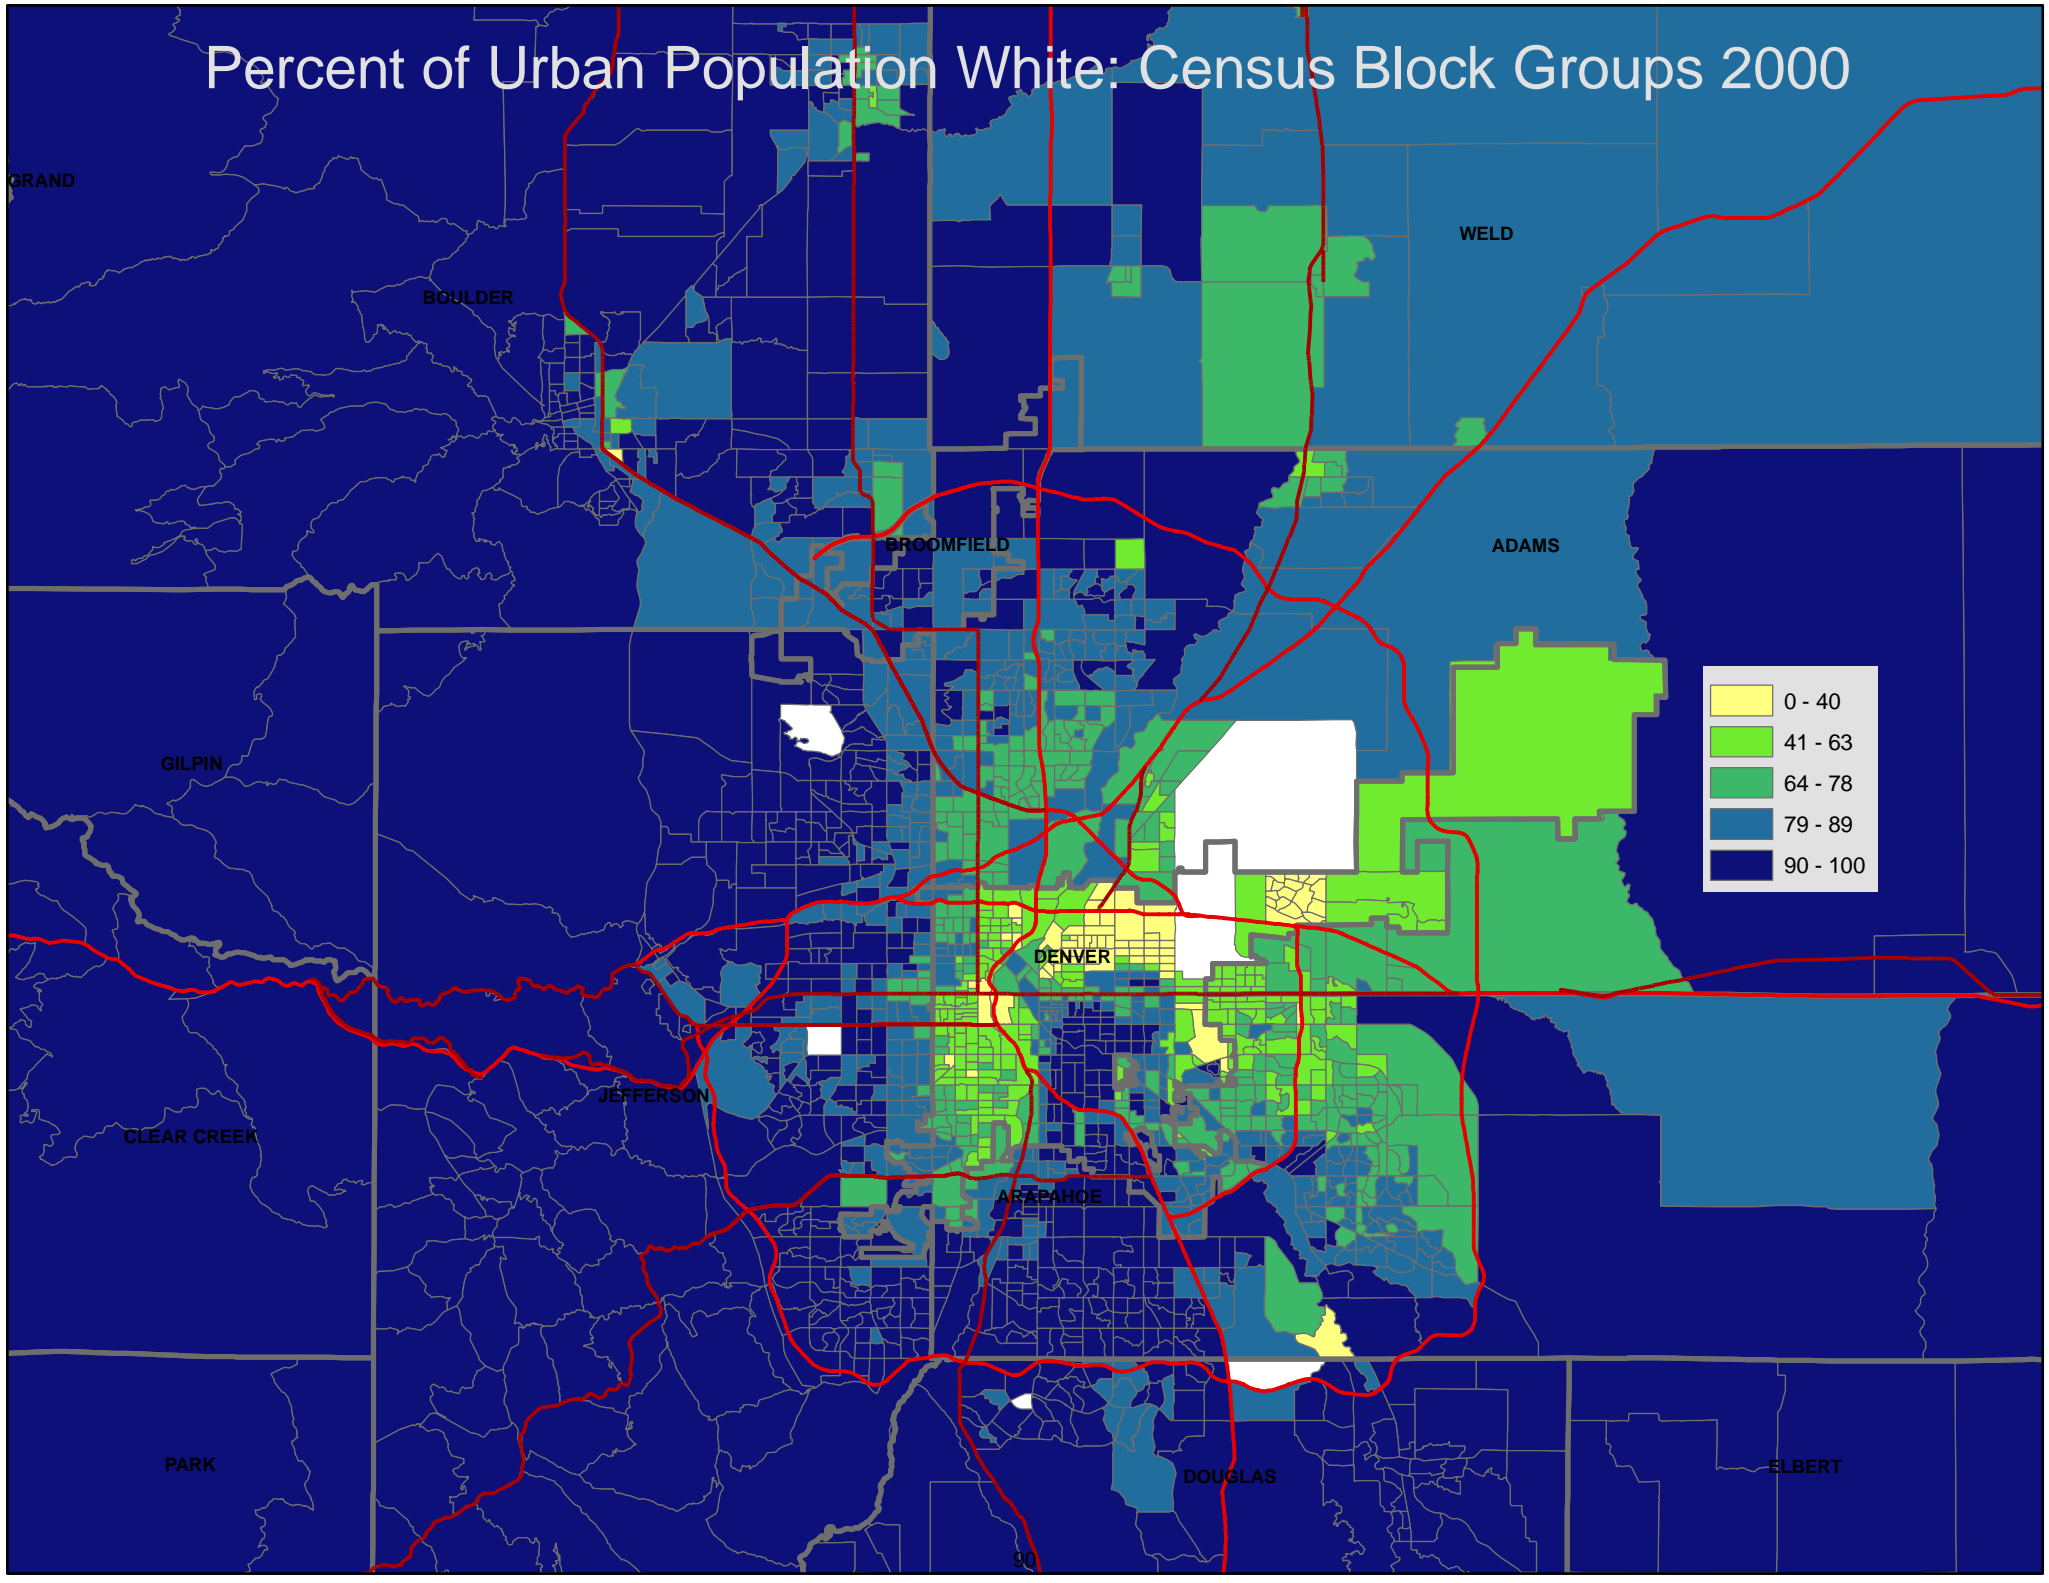 Percent of Urban Population White: Census Block Groups 2000
GRAND
WELD
BOULDER
BROOMFIELD
ADAMS
0 - 40
41 - 63
64 - 78
79 - 89
90 - 100
GILPIN
DENVER
JEFFERSON
CLEAR CREEK
ARAPAHOE
PARK
DOUGLAS
ELBERT
90